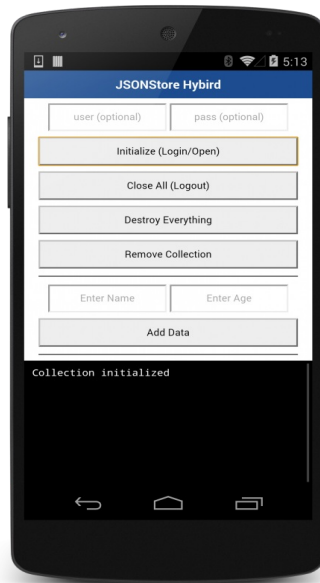 5:13
JSONStore Hybird
user (optional) pass (optional)
Initialize (Login/Open)
Close All (Logout)
Destroy Everything
Remove Collection
Enter Name Enter Age
Add Data
Collection initialized